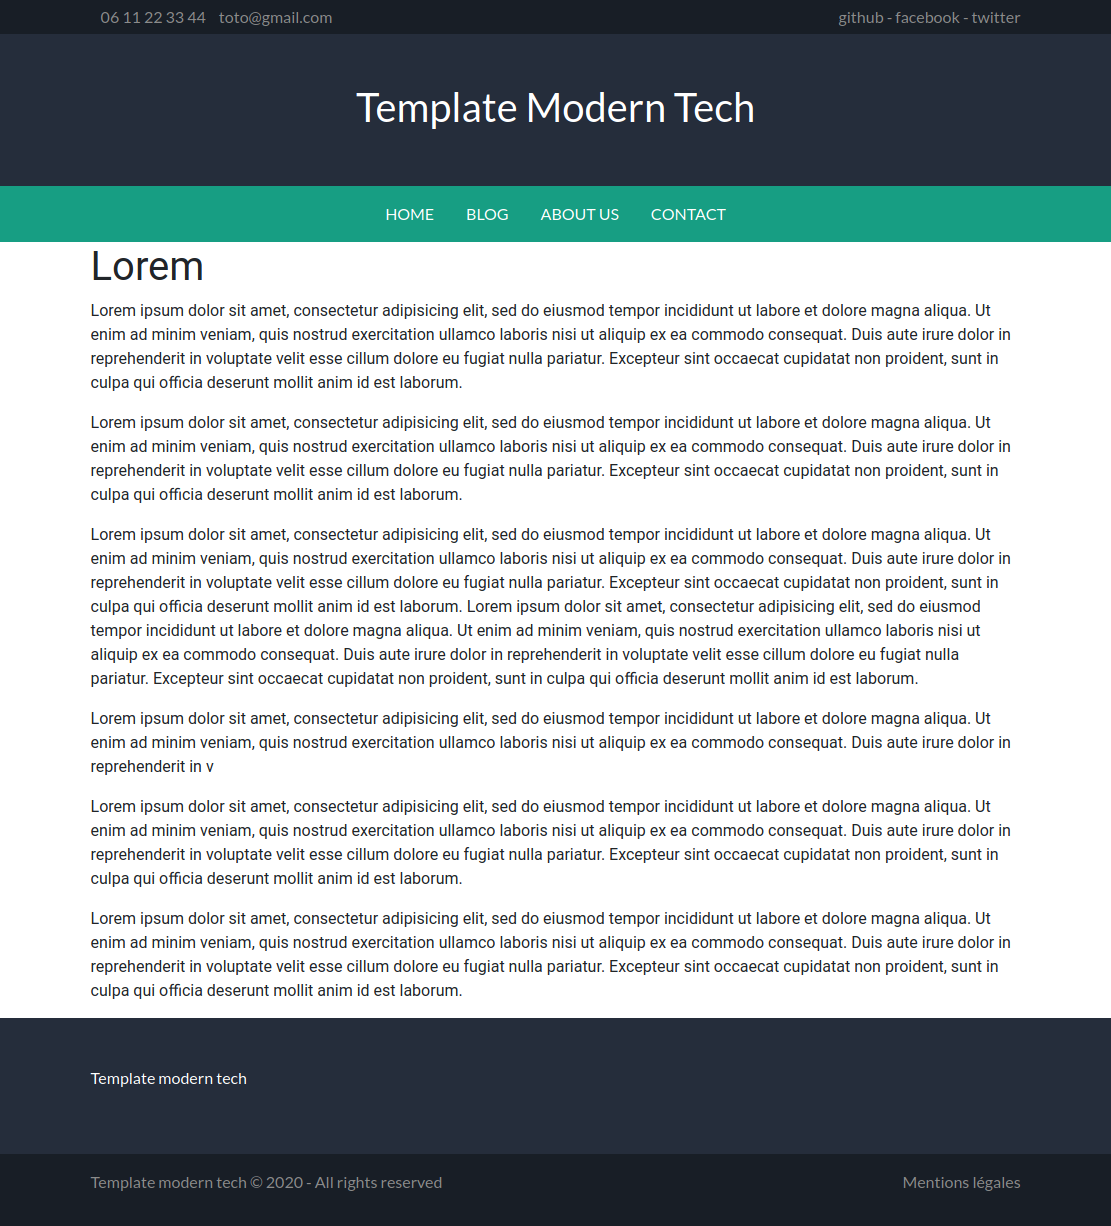 06 11 22 33 44 toto@gmail.com github - facebook - twitter
Template Modern Tech
HOME BLOG ABOUT US CONTACT
Lorem
Lorem ipsum dolor sit amet, consectetur adipisicing elit, sed do eiusmod tempor incididunt ut labore et dolore magna aliqua. Ut
enim ad minim veniam, quis nostrud exercitation ullamco laboris nisi ut aliquip ex ea commodo consequat. Duis aute irure dolor in
reprehenderit in voluptate velit esse cillum dolore eu fugiat nulla pariatur. Excepteur sint occaecat cupidatat non proident, sunt in
culpa qui officia deserunt mollit anim id est laborum.
Lorem ipsum dolor sit amet, consectetur adipisicing elit, sed do eiusmod tempor incididunt ut labore et dolore magna aliqua. Ut
enim ad minim veniam, quis nostrud exercitation ullamco laboris nisi ut aliquip ex ea commodo consequat. Duis aute irure dolor in
reprehenderit in voluptate velit esse cillum dolore eu fugiat nulla pariatur. Excepteur sint occaecat cupidatat non proident, sunt in
culpa qui officia deserunt mollit anim id est laborum.
Lorem ipsum dolor sit amet, consectetur adipisicing elit, sed do eiusmod tempor incididunt ut labore et dolore magna aliqua. Ut
enim ad minim veniam, quis nostrud exercitation ullamco laboris nisi ut aliquip ex ea commodo consequat. Duis aute irure dolor in
reprehenderit in voluptate velit esse cillum dolore eu fugiat nulla pariatur. Excepteur sint occaecat cupidatat non proident, sunt in
culpa qui officia deserunt mollit anim id est laborum. Lorem ipsum dolor sit amet, consectetur adipisicing elit, sed do eiusmod
tempor incididunt ut labore et dolore magna aliqua. Ut enim ad minim veniam, quis nostrud exercitation ullamco laboris nisi ut
aliquip ex ea commodo consequat. Duis aute irure dolor in reprehenderit in voluptate velit esse cillum dolore eu fugiat nulla
pariatur. Excepteur sint occaecat cupidatat non proident, sunt in culpa qui officia deserunt mollit anim id est laborum.
Lorem ipsum dolor sit amet, consectetur adipisicing elit, sed do eiusmod tempor incididunt ut labore et dolore magna aliqua. Ut
enim ad minim veniam, quis nostrud exercitation ullamco laboris nisi ut aliquip ex ea commodo consequat. Duis aute irure dolor in
reprehenderit in v
Lorem ipsum dolor sit amet, consectetur adipisicing elit, sed do eiusmod tempor incididunt ut labore et dolore magna aliqua. Ut
enim ad minim veniam, quis nostrud exercitation ullamco laboris nisi ut aliquip ex ea commodo consequat. Duis aute irure dolor in
reprehenderit in voluptate velit esse cillum dolore eu fugiat nulla pariatur. Excepteur sint occaecat cupidatat non proident, sunt in
culpa qui officia deserunt mollit anim id est laborum.
Lorem ipsum dolor sit amet, consectetur adipisicing elit, sed do eiusmod tempor incididunt ut labore et dolore magna aliqua. Ut
enim ad minim veniam, quis nostrud exercitation ullamco laboris nisi ut aliquip ex ea commodo consequat. Duis aute irure dolor in
reprehenderit in voluptate velit esse cillum dolore eu fugiat nulla pariatur. Excepteur sint occaecat cupidatat non proident, sunt in
culpa qui officia deserunt mollit anim id est laborum.
Template modern tech
Template modern tech © 2020 - All rights reserved Mentions légales